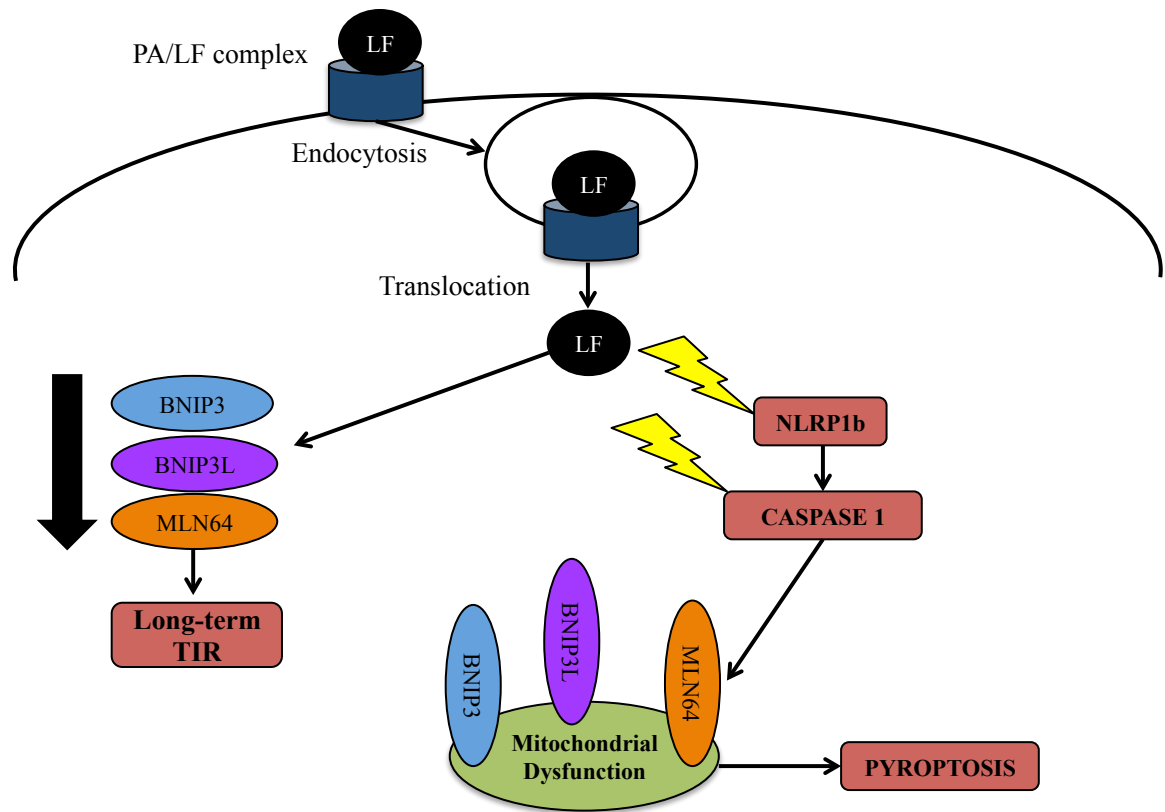 LF
PA/LF complex
Endocytosis
LF
Translocation
LF
BNIP3
BNIP3L
MLN64
Long-term
TIR
NLRP1b
CASPASE 1
BNIP3
BNIP3L
MLN64
Mitochondrial
Dysfunction
PYROPTOSIS